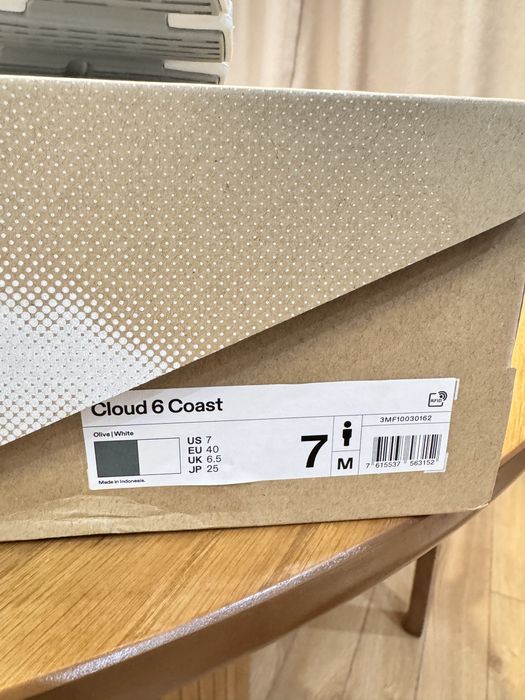 Cloud 6 Coast
Olive | White
US 7
EU 40
UK 6.5
JP 25
Made in Indonesia.
7
M
RFID
3MF10030162
7 615537 563152